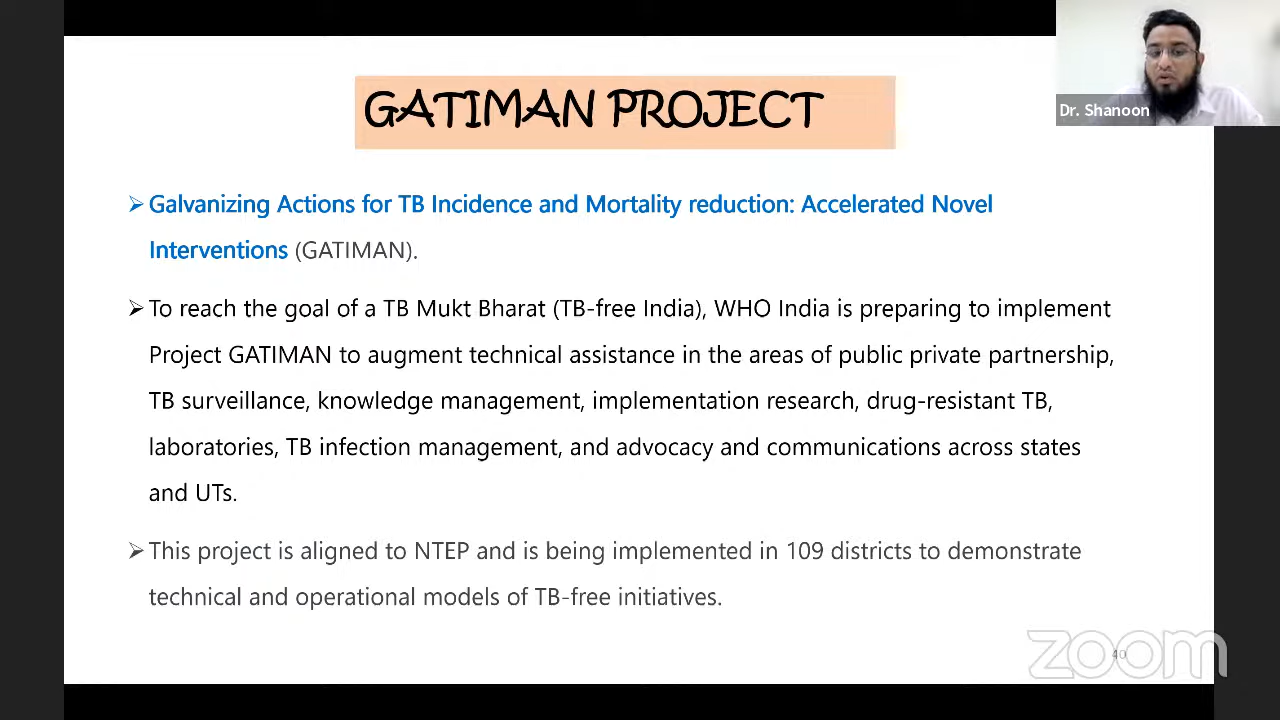 GATIMAN PROJECT
Dr. Shanoon
➢ Galvanizing Actions for TB Incidence and Mortality reduction: Accelerated Novel
Interventions (GATIMAN).
➢ To reach the goal of a TB Mukt Bharat (TB-free India), WHO India is preparing to implement
Project GATIMAN to augment technical assistance in the areas of public private partnership,
TB surveillance, knowledge management, implementation research, drug-resistant TB,
laboratories, TB infection management, and advocacy and communications across states
and UTs.
➢ This project is aligned to NTEP and is being implemented in 109 districts to demonstrate
technical and operational models of TB-free initiatives.
zoom
40